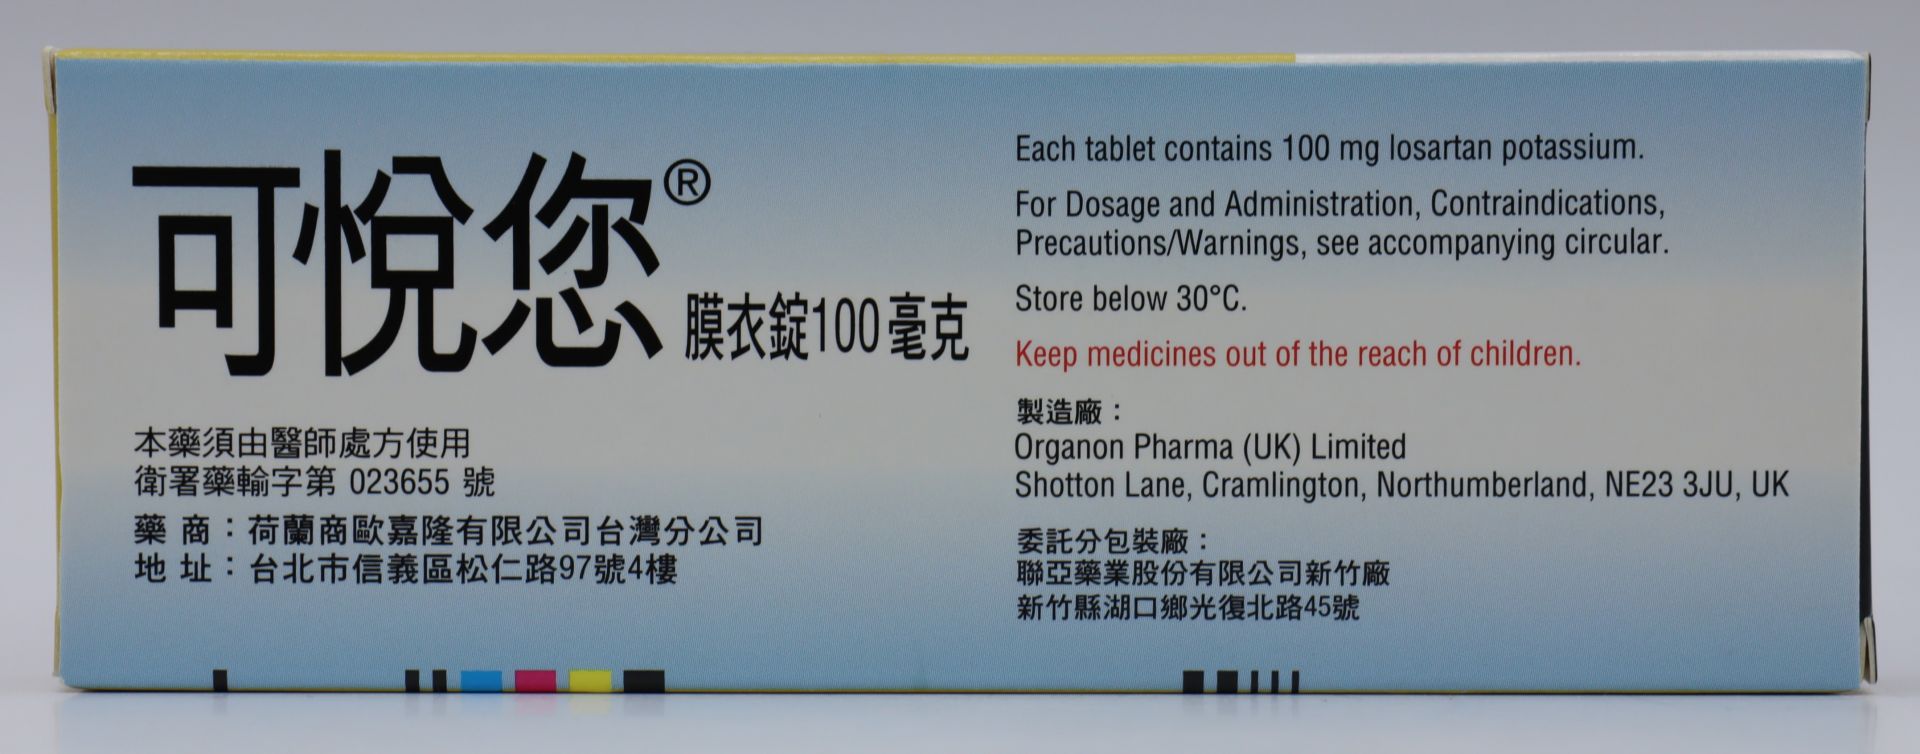 可悅您®
膜衣錠100毫克
本藥須由醫師處方使用
衛署藥輸字第 023655 號
藥 商：荷蘭商歐嘉隆有限公司台灣分公司
地 址：台北市信義區松仁路97號4樓
Each tablet contains 100 mg losartan potassium.
For Dosage and Administration, Contraindications,
Precautions/Warnings, see accompanying circular.
Store below 30°C.
Keep medicines out of the reach of children.
製造廠：
Organon Pharma (UK) Limited
Shotton Lane, Cramlington, Northumberland, NE23 3JU, UK
委託分包裝廠：
聯亞藥業股份有限公司新竹廠
新竹縣湖口鄉光復北路45號